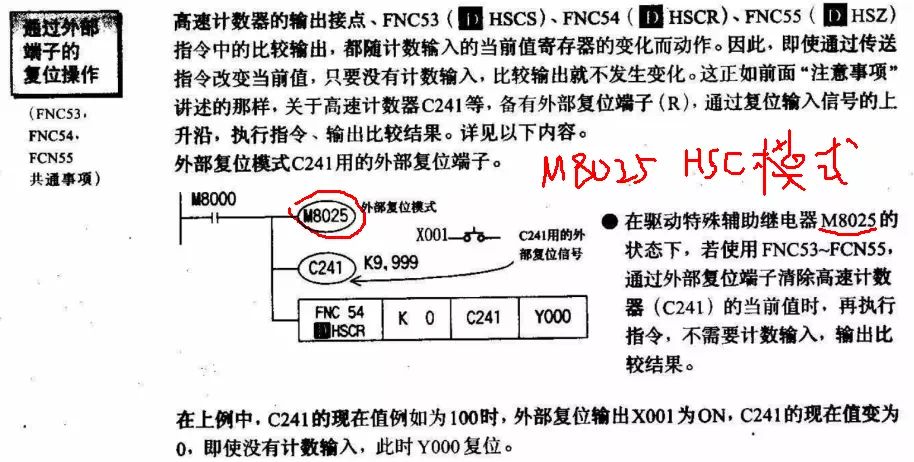 通过外部
端子的
复位操作
(FNC53,
FNC54,
FCN55
共通事项)
高速计数器的输出接点、FNC53(D HSCS)、FNC54(D HSCR)、FNC55(D HSZ)
指令中的比较输出,都随计数输入的当前值寄存器的变化而动作。因此,即使通过传送
指令改变当前值,只要没有计数输入,比较输出就不发生变化。这正如前面“注意事项”
讲述的那样,关于高速计数器C241等,备有外部复位端子(R),通过复位输入信号的上
升沿,执行指令、输出比较结果。详见以下内容。
外部复位模式C241用的外部复位端子。
M8025 HSC模式
M8000
M8025 外部复位模式
X001
C241用的外
部复位信号
C241 K9,999
FNC 54
D HSCR K 0 C241 Y000
●在驱动特殊辅助继电器M8025的
状态下,若使用FNC53~FCN55,
通过外部复位端子清除高速计数
器(C241)的当前值时,再执行
指令,不需要计数输入,输出比
较结果。
在上例中,C241的现在值例如为100时,外部复位输出X001为ON,C241的现在值变为
0,即使没有计数输入,此时Y000复位。